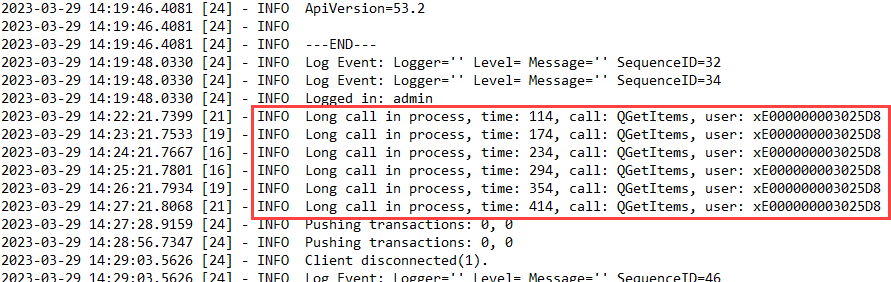 2023-03-29 14:19:46.4081 [24] - INFO  ApiVersion=53.2
2023-03-29 14:19:46.4081 [24] - INFO
2023-03-29 14:19:46.4081 [24] - INFO  ---END---
2023-03-29 14:19:48.0330 [24] - INFO  Log Event: Logger='' Level= Message='' SequenceID=32
2023-03-29 14:19:48.0330 [24] - INFO  Log Event: Logger='' Level= Message='' SequenceID=34
2023-03-29 14:19:48.0330 [24] - INFO  Logged in: admin
2023-03-29 14:22:21.7399 [21] - INFO  Long call in process, time: 114, call: QGetItems, user: xE000000003025D8
2023-03-29 14:23:21.7533 [19] - INFO  Long call in process, time: 174, call: QGetItems, user: xE000000003025D8
2023-03-29 14:24:21.7667 [16] - INFO  Long call in process, time: 234, call: QGetItems, user: xE000000003025D8
2023-03-29 14:25:21.7801 [16] - INFO  Long call in process, time: 294, call: QGetItems, user: xE000000003025D8
2023-03-29 14:26:21.7934 [19] - INFO  Long call in process, time: 354, call: QGetItems, user: xE000000003025D8
2023-03-29 14:27:21.8068 [21] - INFO  Long call in process, time: 414, call: QGetItems, user: xE000000003025D8
2023-03-29 14:27:28.9159 [24] - INFO  Pushing transactions: 0, 0
2023-03-29 14:28:56.7347 [24] - INFO  Pushing transactions: 0, 0
2023-03-29 14:29:03.5626 [24] - INFO  Client disconnected(1).
2023-03-29 14:29:03.5626 [24] - INFO  Log Event: Logger='' Level= Message='' SequenceID=46